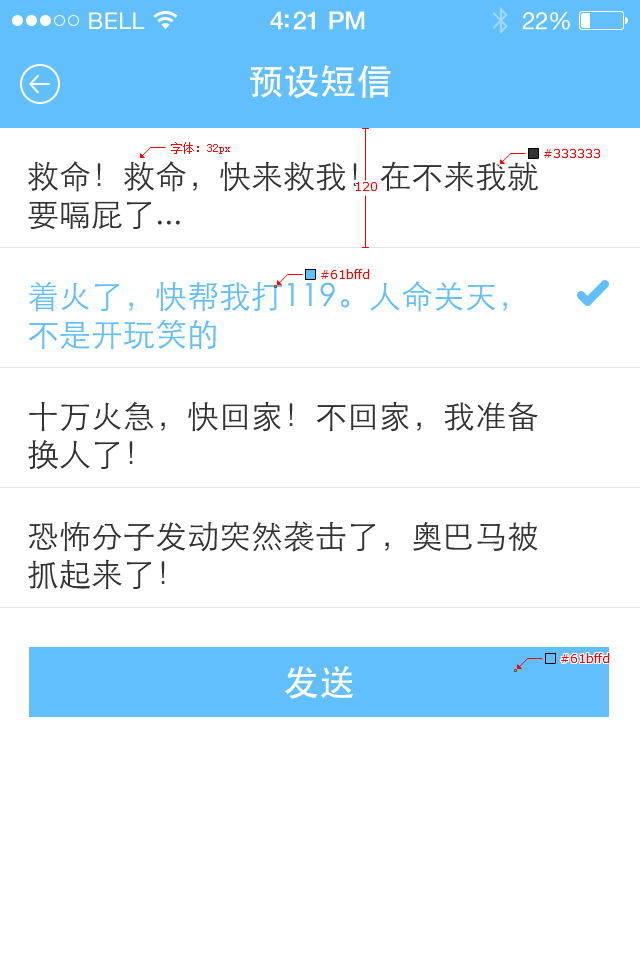 BELL 4:21 PM 22%
预设短信
字体：32px
#333333
救命！救命，快来救我！在不来我就
120
要嗝屁了...
#61bffd
着火了，快帮我打119。人命关天，
不是开玩笑的
十万火急，快回家！不回家，我准备
换人了！
恐怖分子发动突然袭击了，奥巴马被
抓起来了！
#61bffd
发送